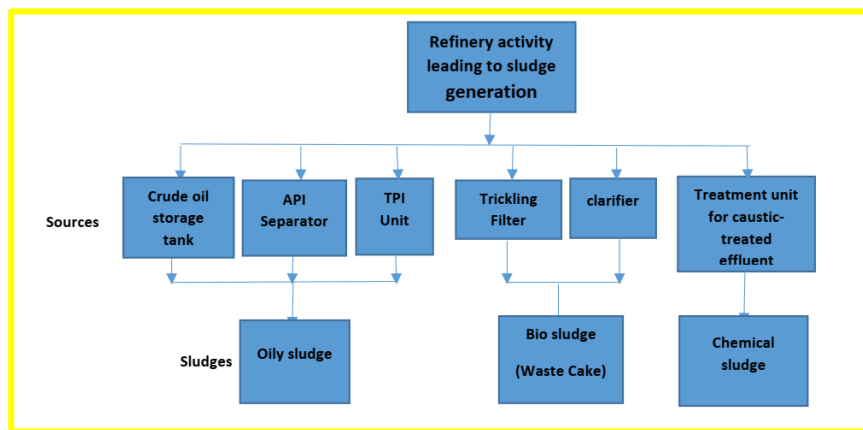 Refinery activity
leading to sludge
generation
Sources
Crude oil
storage
tank
API
Separator
TPI
Unit
Trickling
Filter
clarifier
Treatment unit
for caustic-
treated
effluent
Sludges
Oily sludge
Bio sludge
(Waste Cake)
Chemical
sludge